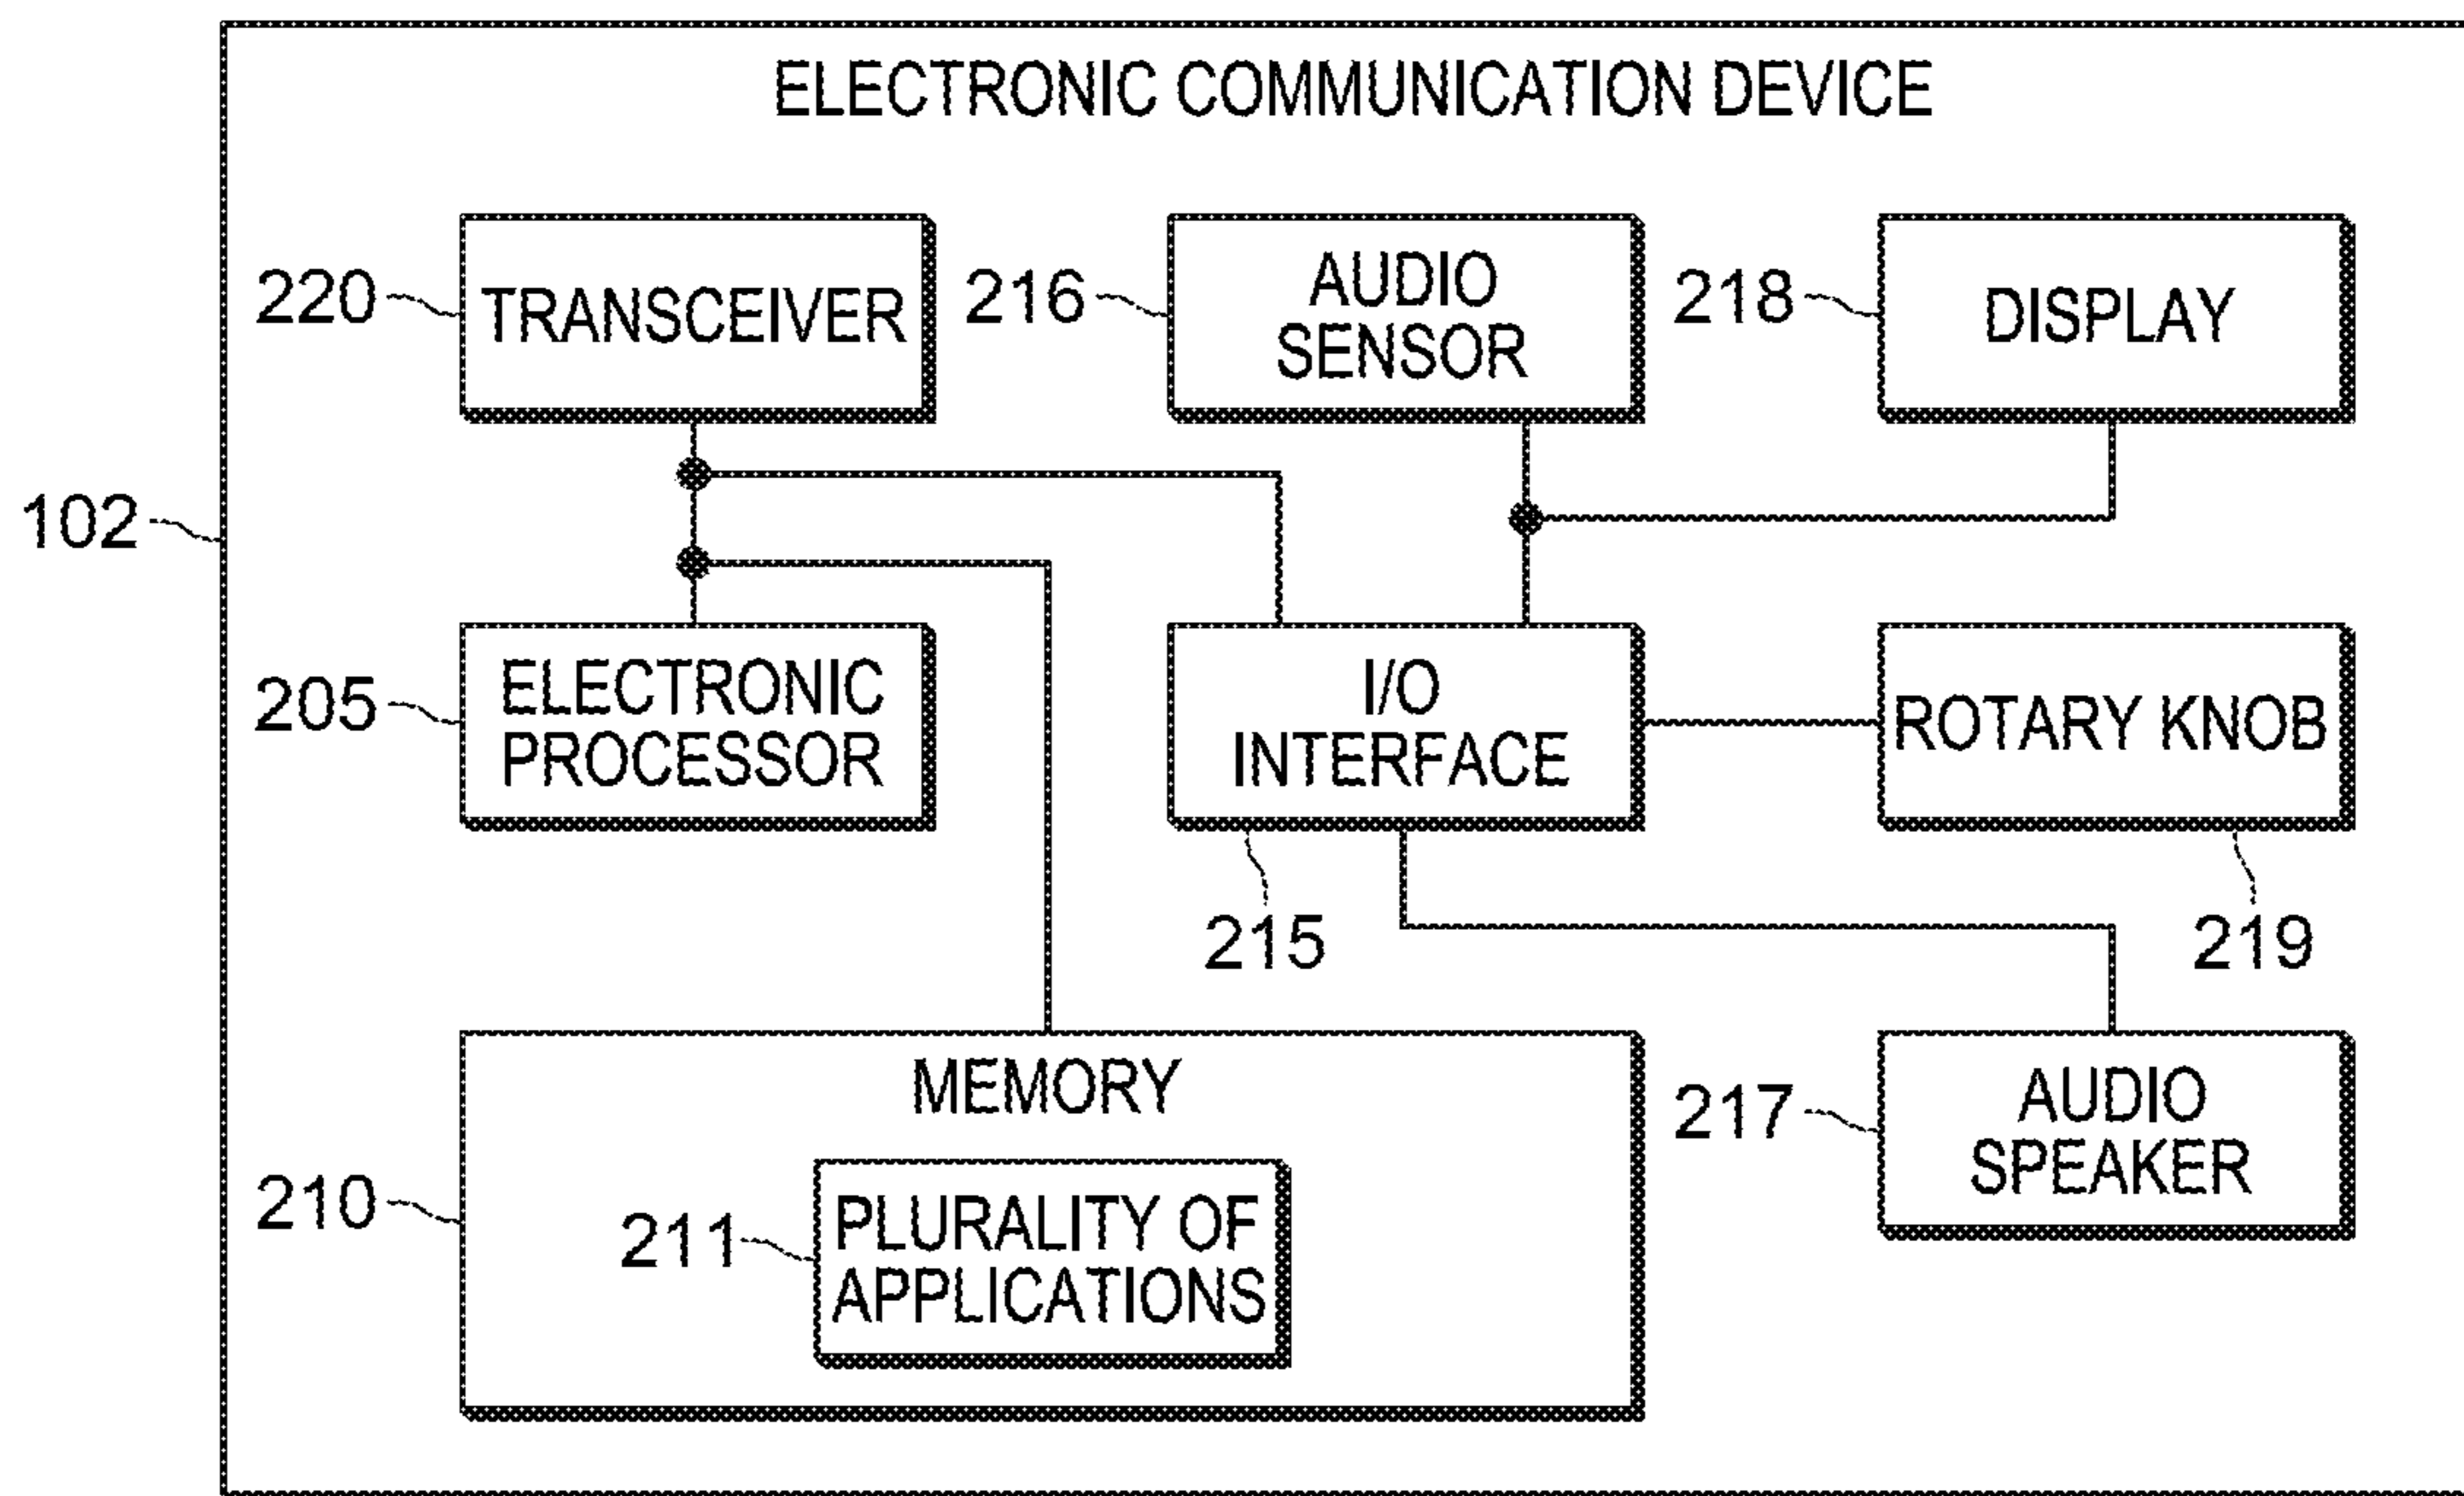 ELECTRONIC COMMUNICATION DEVICE
220
TRANSCEIVER
216
AUDIO
SENSOR
218
DISPLAY
102
205
ELECTRONIC
PROCESSOR
I/O
INTERFACE
215
ROTARY KNOB
219
210
MEMORY
211
PLURALITY OF
APPLICATIONS
217
AUDIO
SPEAKER